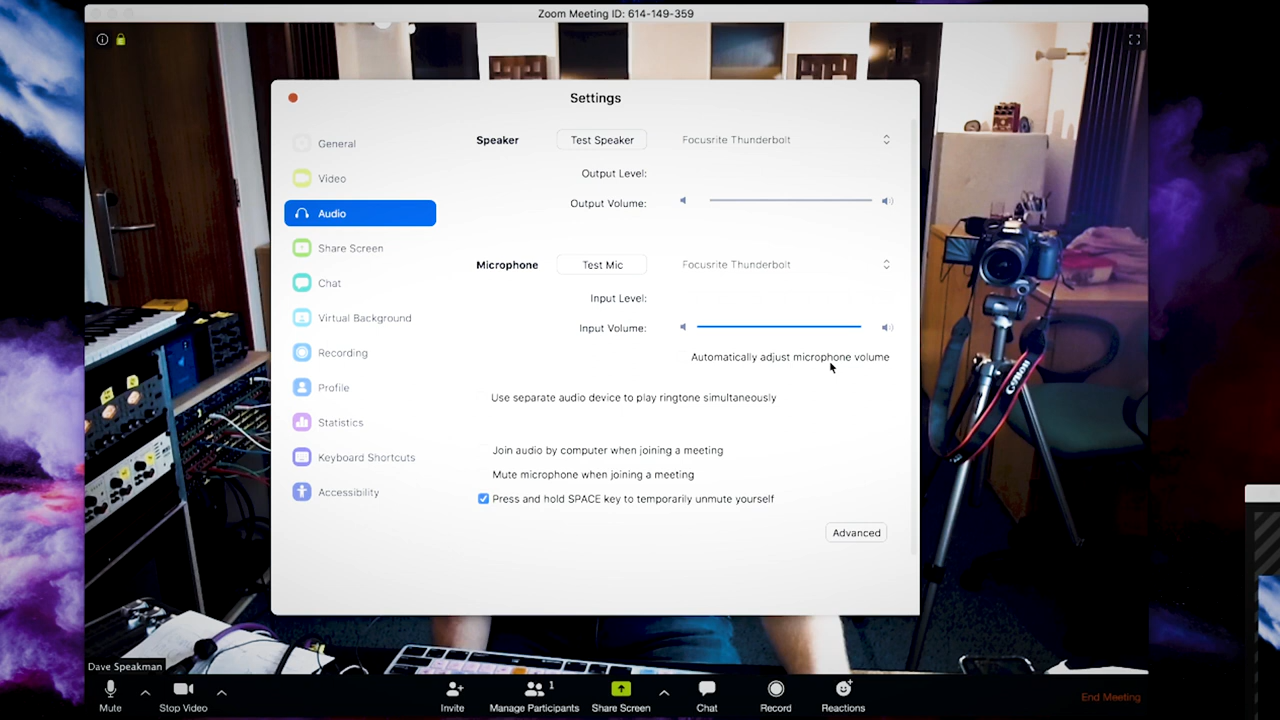 Zoom Meeting ID: 614-149-359
Settings
General
Video
Audio
Share Screen
Chat
Virtual Background
Recording
Profile
Statistics
Keyboard Shortcuts
Accessibility
Speaker
Test Speaker
Focusrite Thunderbolt
Output Level:
Output Volume:
Microphone
Test Mic
Focusrite Thunderbolt
Input Level:
Input Volume:
Automatically adjust microphone volume
Use separate audio device to play ringtone simultaneously
Join audio by computer when joining a meeting
Mute microphone when joining a meeting
Press and hold SPACE key to temporarily unmute yourself
Advanced
Canon
Dave Speakman
Mute
Stop Video
Invite
Manage Participants 1
Share Screen
Chat
Record
Reactions
End Meeting